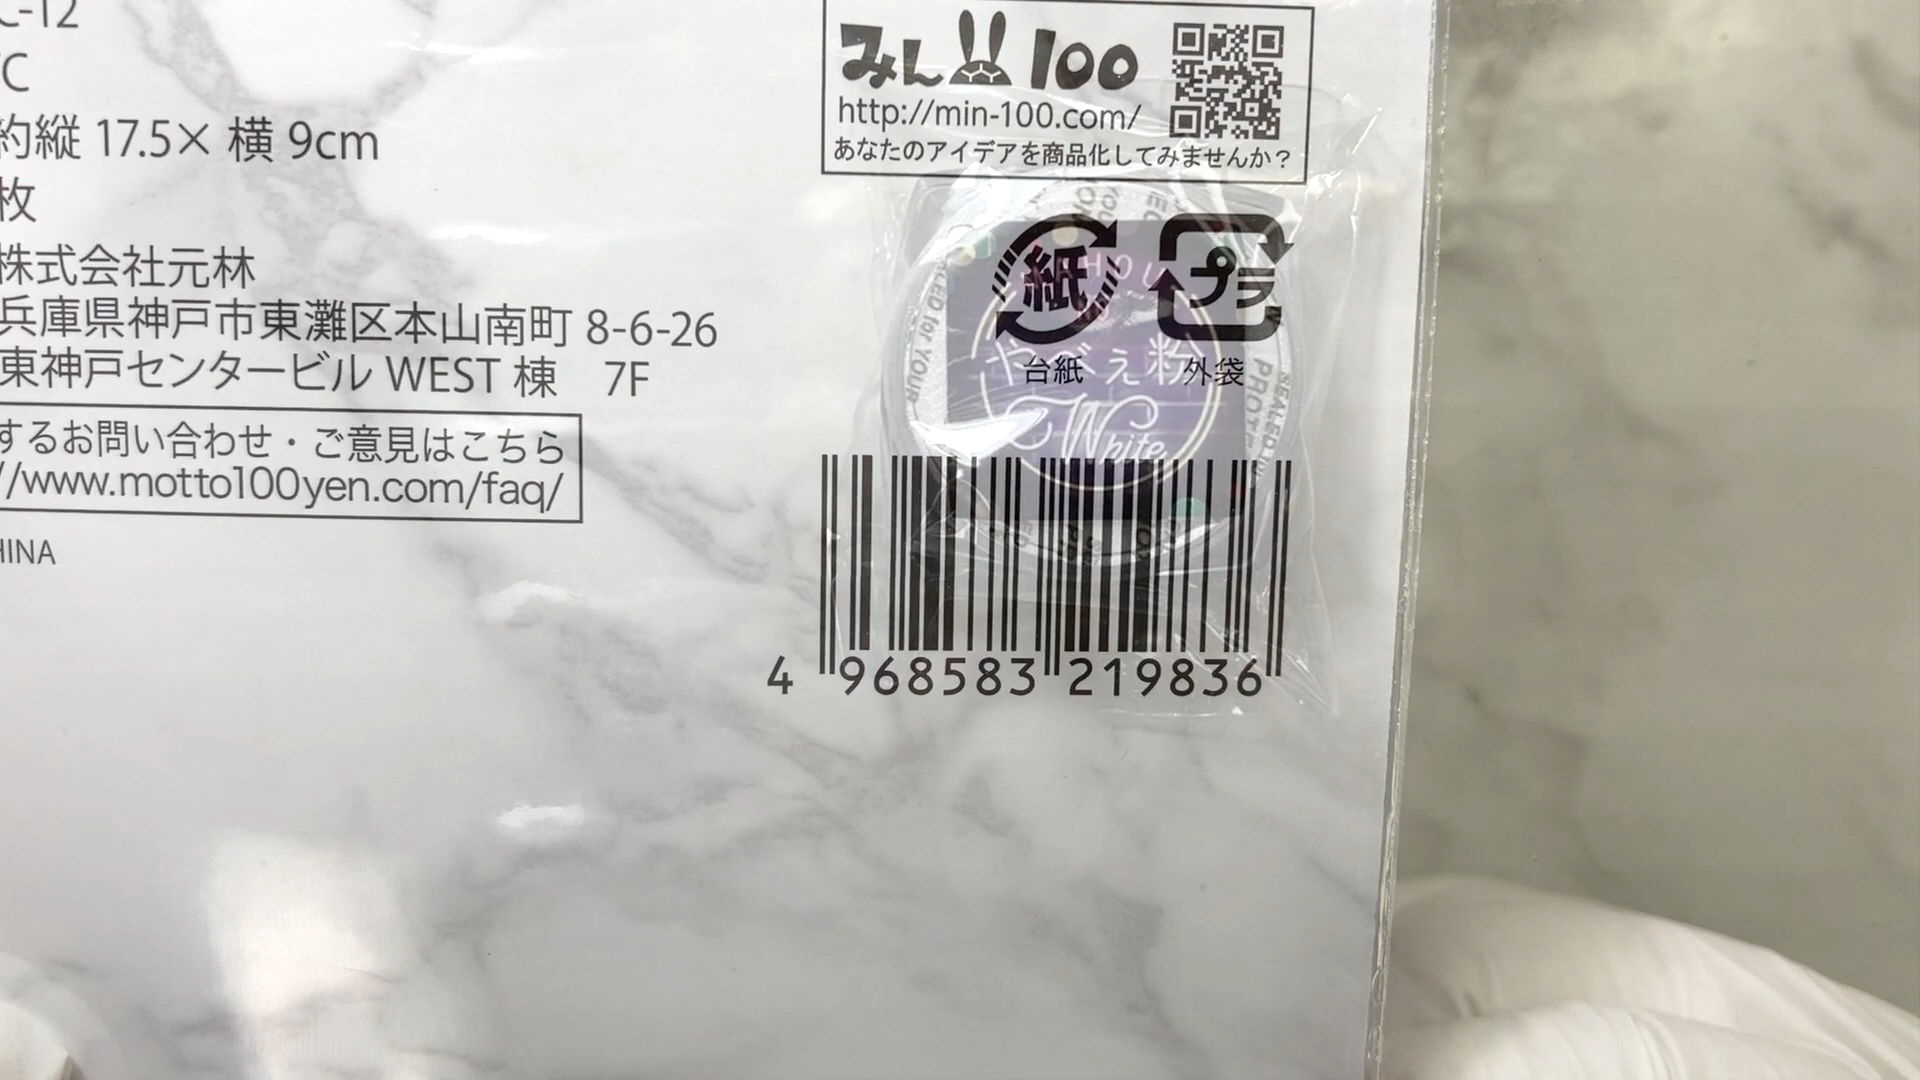 C-12
C
約縦 17.5× 横 9cm
枚
株式会社元林
兵庫県神戸市東灘区本山南町 8-6-26
東神戸センタービル WEST 棟　7F
するお問い合わせ・ご意見はこちら
//www.motto100yen.com/faq/
HINA
みん100
http://min-100.com/
あなたのアイデアを商品化してみませんか？
紙
プラ
台紙
外袋
やべぇ粉
White
4 968583 219836